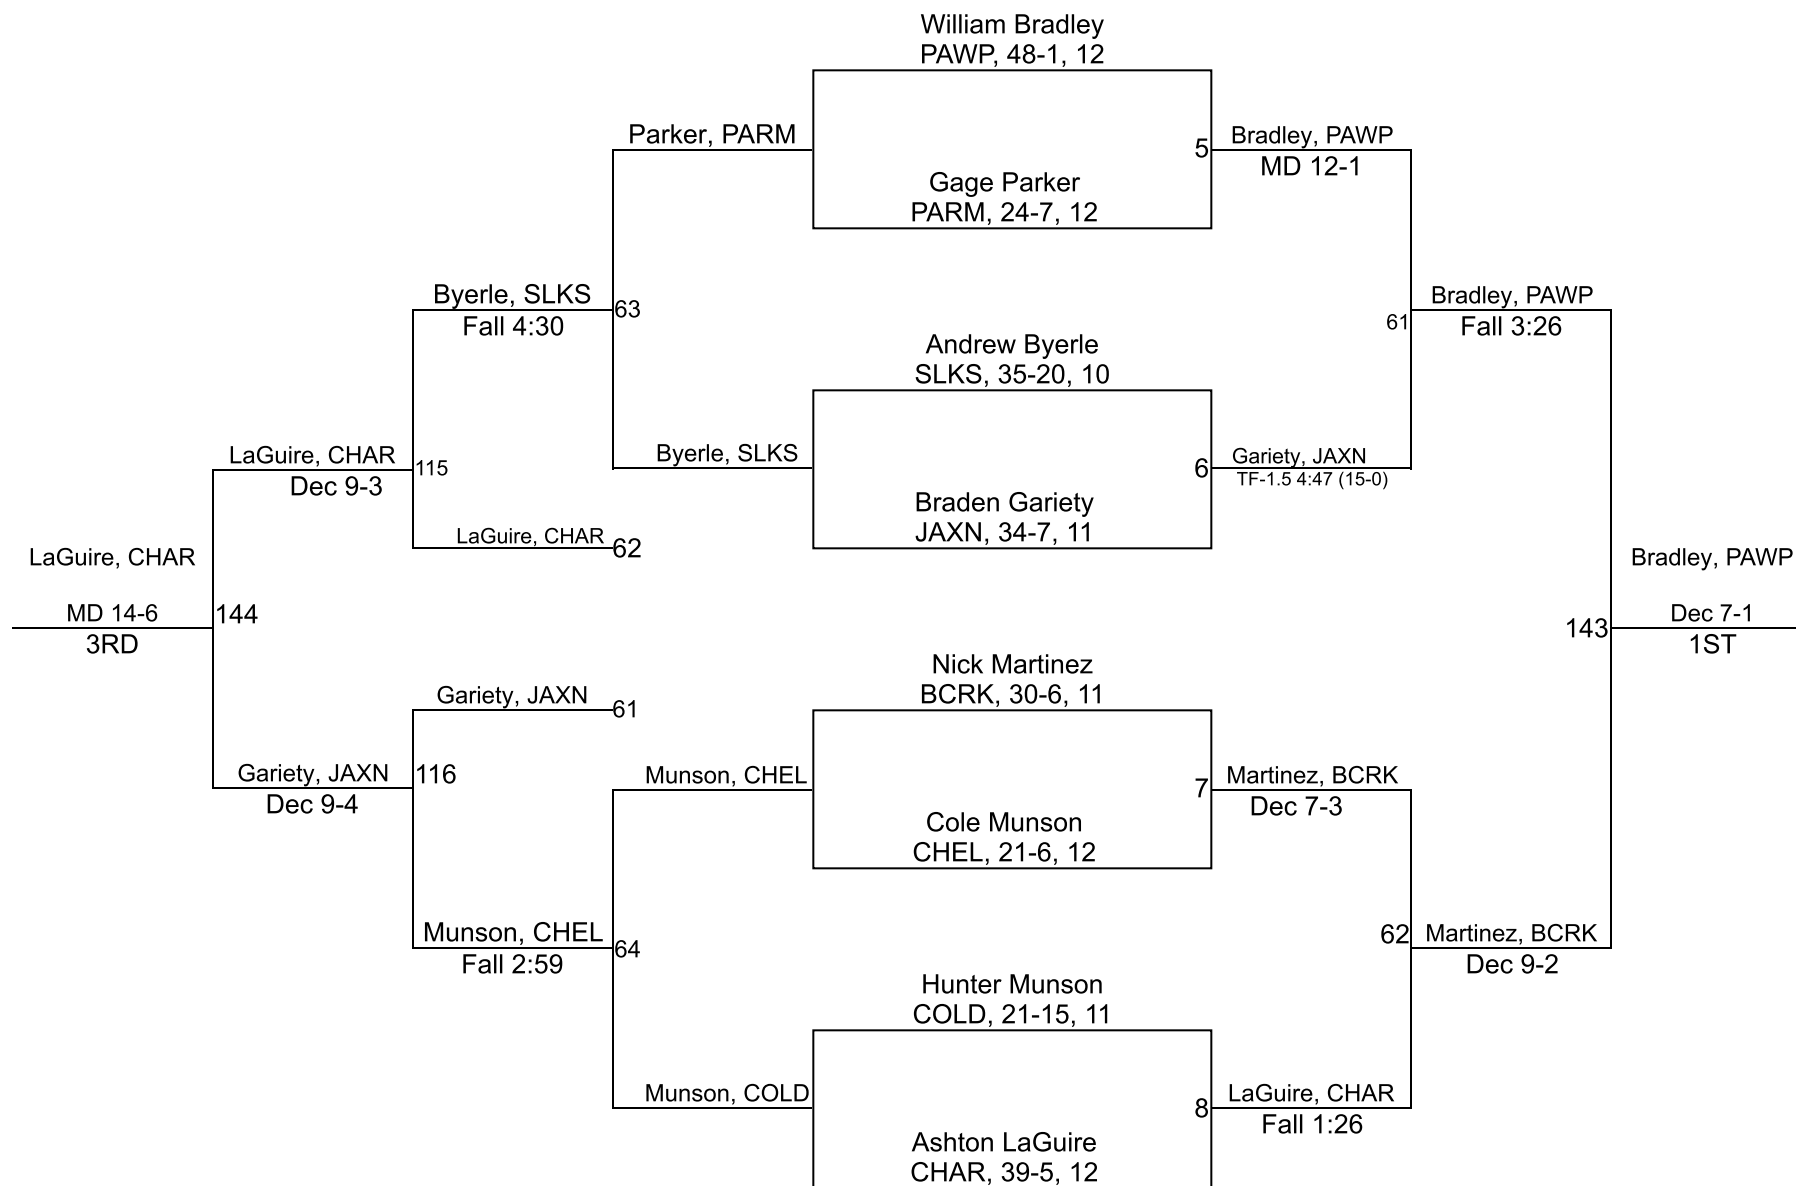 William Bradley
PAWP, 48-1, 12
Parker, PARM
5
Bradley, PAWP
MD 12-1
Gage Parker
PARM, 24-7, 12
Byerle, SLKS
63
Fall 4:30
61
Bradley, PAWP
Fall 3:26
Andrew Byerle
SLKS, 35-20, 10
LaGuire, CHAR
115
Dec 9-3
Byerle, SLKS
6
Gariety, JAXN
TF-1.5 4:47 (15-0)
Braden Gariety
JAXN, 34-7, 11
LaGuire, CHAR
62
LaGuire, CHAR
Bradley, PAWP
MD 14-6
144
3RD
143
Dec 7-1
1ST
Nick Martinez
BCRK, 30-6, 11
Gariety, JAXN
61
Gariety, JAXN
116
Dec 9-4
Munson, CHEL
7
Martinez, BCRK
Dec 7-3
Cole Munson
CHEL, 21-6, 12
Munson, CHEL
64
Fall 2:59
62
Martinez, BCRK
Dec 9-2
Hunter Munson
COLD, 21-15, 11
Munson, COLD
8
LaGuire, CHAR
Fall 1:26
Ashton LaGuire
CHAR, 39-5, 12